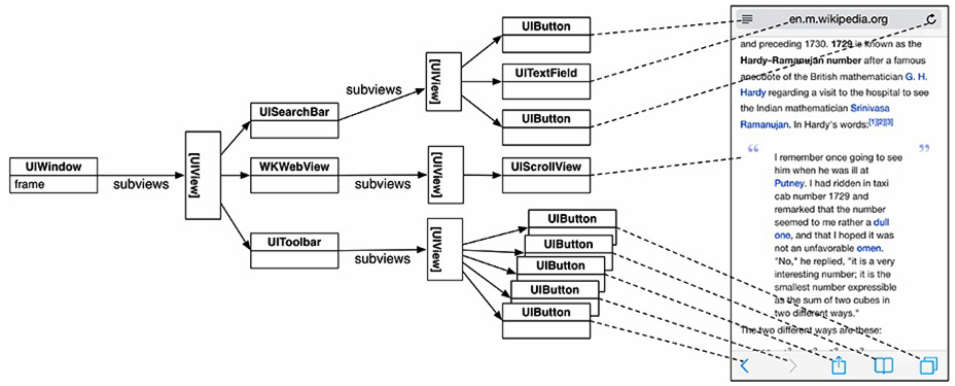 UIWindow
frame
subviews
[UIView]
UISearchBar
subviews
[UIView]
UIButton
UITextField
UIButton
WKWebView
subviews
[UIView]
UIScrollView
UIToolbar
subviews
[UIView]
UIButton
UIButton
UIButton
UIButton
UIButton
en.m.wikipedia.org
and preceding 1730. 1729 is known as the
Hardy–Ramanujan number after a famous
anecdote of the British mathematician G. H.
Hardy regarding a visit to the hospital to see
the Indian mathematician Srinivasa
Ramanujan. In Hardy's words:[1][2][3]
“ ”
I remember once going to see
him when he was ill at
Putney. I had ridden in taxi
cab number 1729 and
remarked that the number
seemed to me rather a dull
one, and that I hoped it was
not an unfavorable omen.
"No," he replied, "it is a very
interesting number; it is the
smallest number expressible
as the sum of two cubes in
two different ways."
The two different ways are these: